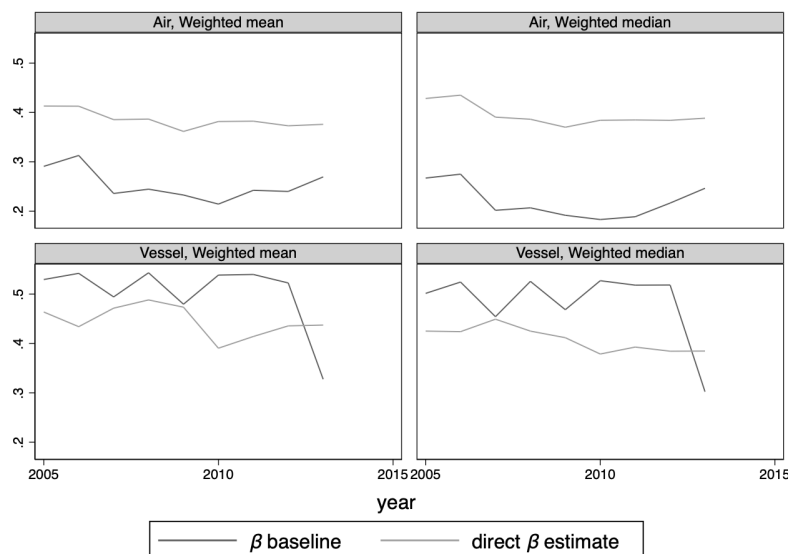 Air, Weighted mean
Air, Weighted median
.5
.4
.3
.2
Vessel, Weighted mean
Vessel, Weighted median
.5
.4
.3
.2
2005 2010 2015
2005 2010 2015
year
β baseline
direct β estimate